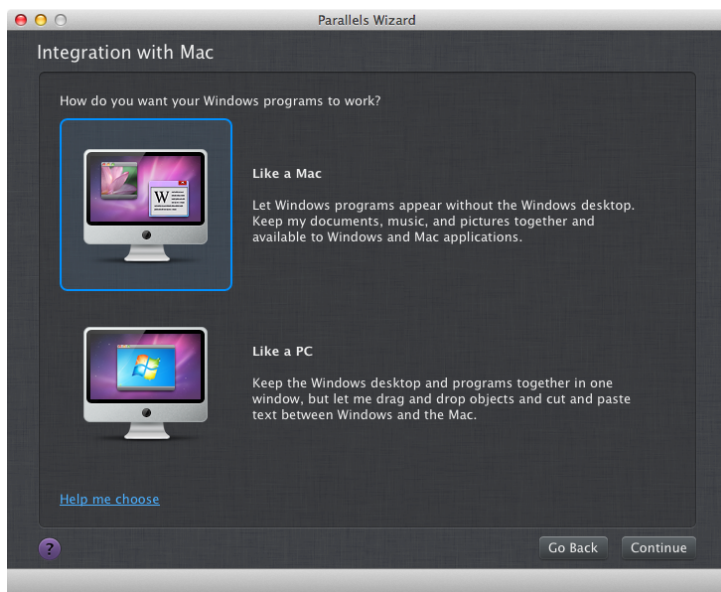 Parallels Wizard
Integration with Mac
How do you want your Windows programs to work?
W
Like a Mac
Let Windows programs appear without the Windows desktop.
Keep my documents, music, and pictures together and
available to Windows and Mac applications.
Like a PC
Keep the Windows desktop and programs together in one
window, but let me drag and drop objects and cut and paste
text between Windows and the Mac.
Help me choose
?
Go Back
Continue